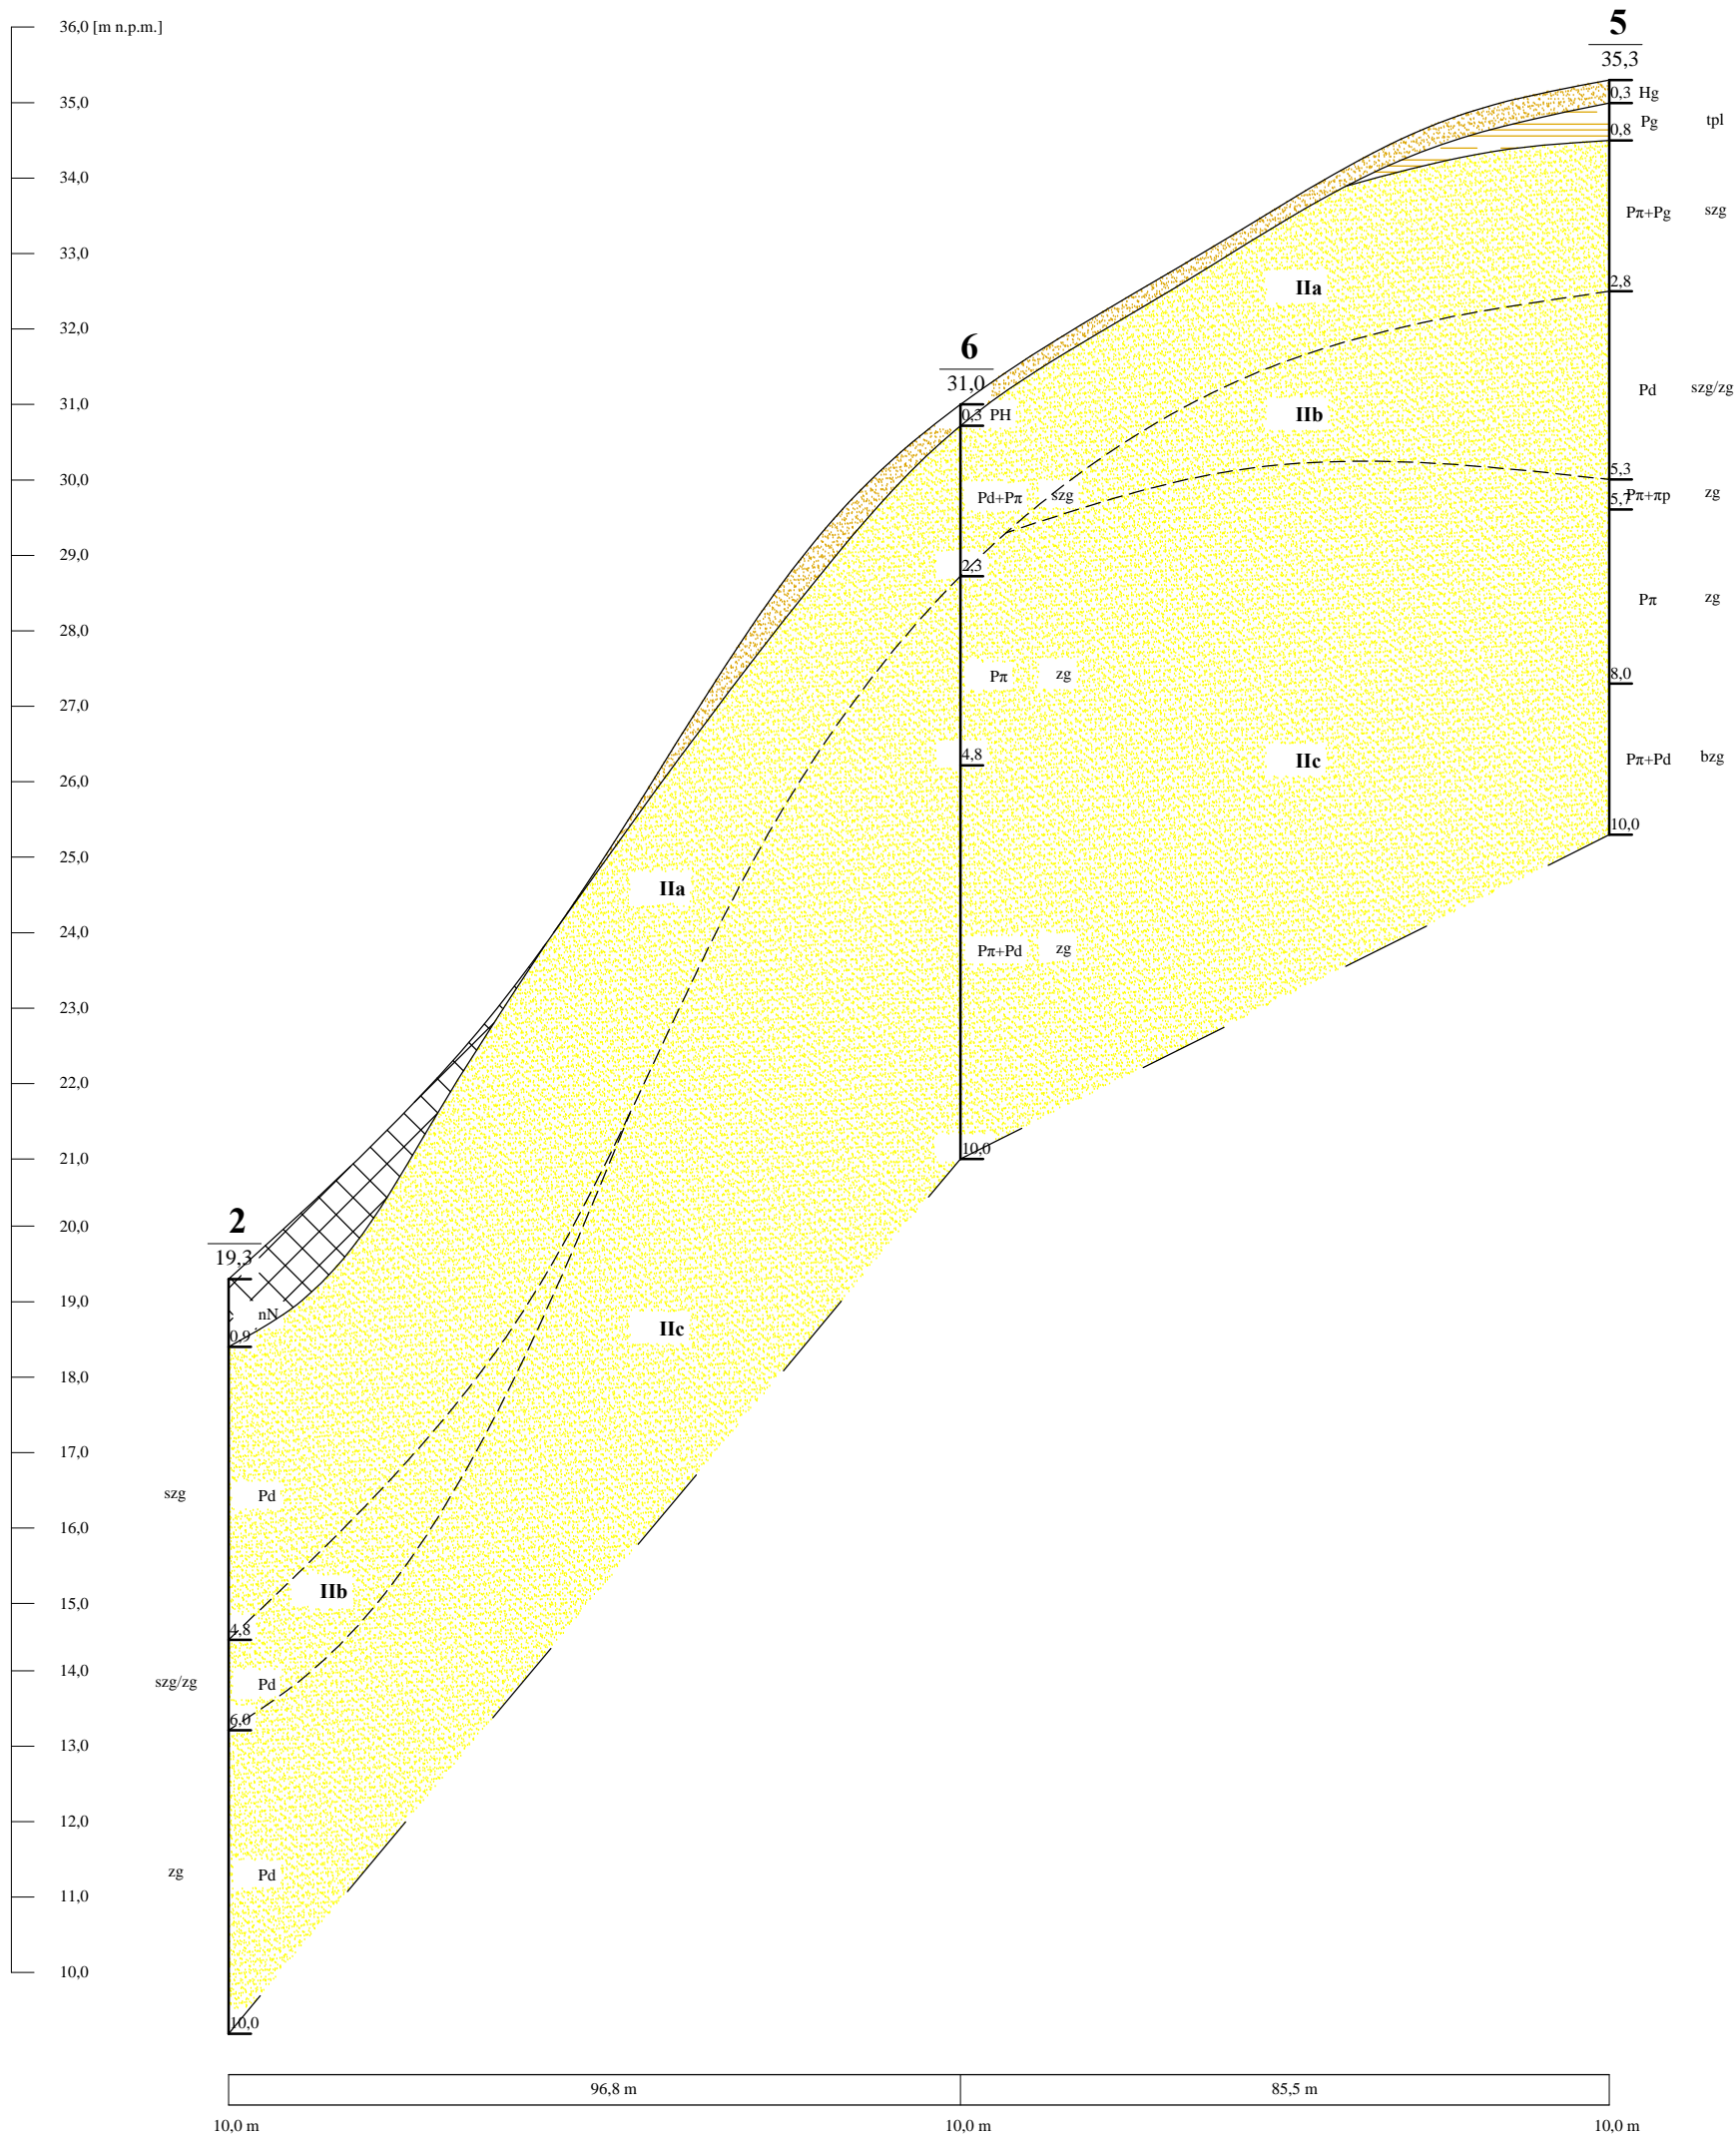 36,0 [m n.p.m.]
35,0
34,0
33,0
32,0
31,0
30,0
29,0
28,0
27,0
26,0
25,0
24,0
23,0
22,0
21,0
20,0
19,0
18,0
17,0
16,0
15,0
14,0
13,0
12,0
11,0
10,0
2
19,3
nN
0,9
szg Pd
IIb
4,8
szg/zg Pd
6,0
zg Pd
10,0
IIa
IIc
6
31,0
0,3 PH
Pd+Pπ szg
2,3
Pπ zg
4,8
Pπ+Pd zg
10,0
IIa
IIb
IIc
5
35,3
0,3 Hg
Pg tpl
0,8
Pπ+Pg szg
2,8
Pd szg/zg
5,3
Pπ+πp zg
5,7
Pπ zg
8,0
Pπ+Pd bzg
10,0
96,8 m 85,5 m
10,0 m 10,0 m 10,0 m